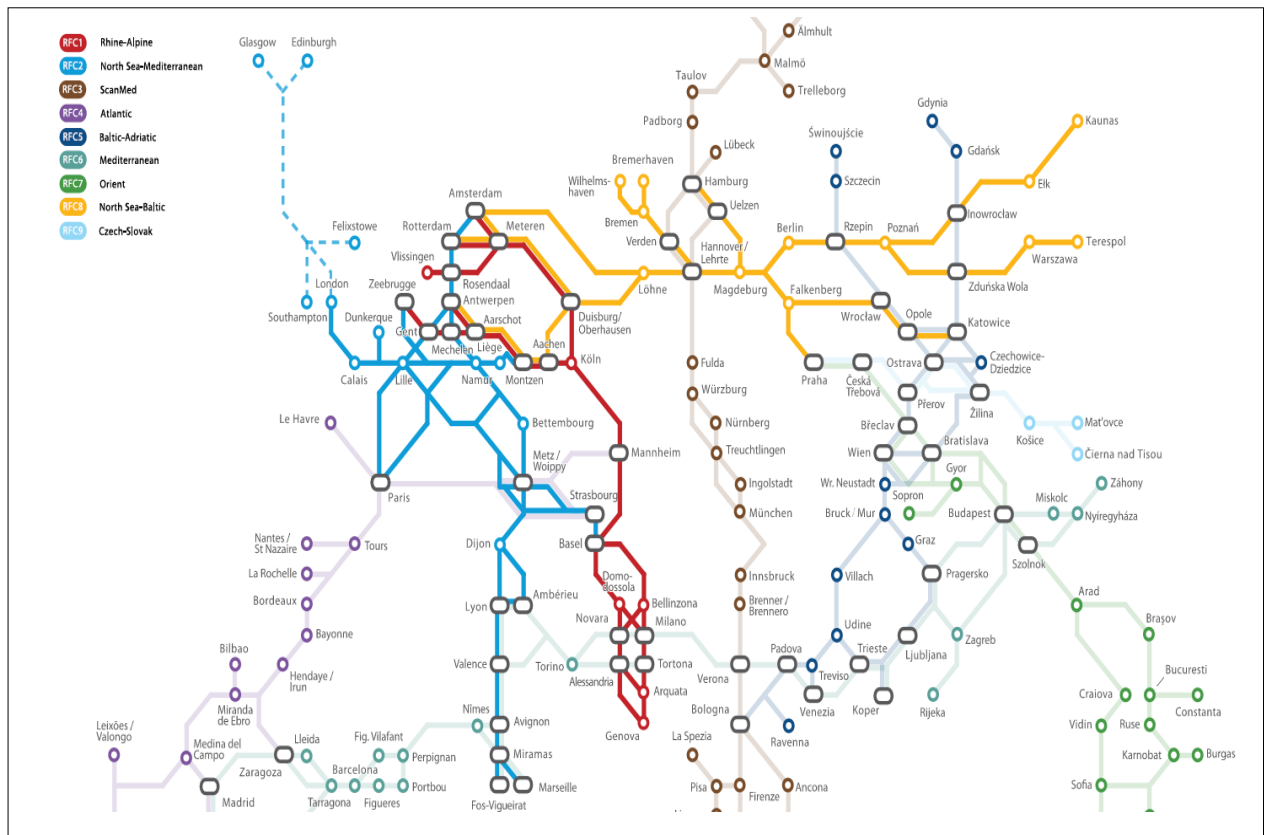 RFC1 Rhine-Alpine
RFC2 North Sea-Mediterranean
RFC3 ScanMed
RFC4 Atlantic
RFC5 Baltic-Adriatic
RFC6 Mediterranean
RFC7 Orient
RFC8 North Sea-Baltic
RFC9 Czech-Slovak
Glasgow
Edinburgh
Älmhult
Malmö
Taulov
Trelleborg
Gdynia
Padborg
Kaunas
Świnoujście
Gdańsk
Lübeck
Bremerhaven
Wilhelms-
haven
Hamburg
Szczecin
Ełk
Amsterdam
Uelzen
Inowrocław
Felixstowe
Rotterdam
Meteren
Bremen
Verden
Hannover /
Lehrte
Berlin
Rzepin
Poznań
Terespol
Vlissingen
Rosendaal
Warszawa
London
Zeebrugge
Löhne
Magdeburg
Falkenberg
Zduńska Wola
Southampton
Dunkerque
Antwerpen
Aarschot
Duisburg/
Oberhausen
Wrocław
Opole
Katowice
Gent
Mechelen
Liège
Aachen
Calais
Lille
Namur
Montzen
Köln
Fulda
Praha
Česká
Třebová
Ostrava
Czechowice-
Dziedzice
Würzburg
Přerov
Žilina
Le Havre
Bettembourg
Nürnberg
Břeclav
Košice
Mat'ovce
Metz /
Woippy
Mannheim
Treuchtlingen
Wien
Bratislava
Čierna nad Tisou
Paris
Strasbourg
Ingolstadt
Wr. Neustadt
Sopron
Gyor
Miskolc
Záhony
München
Bruck / Mur
Budapest
Nyíregyháza
Nantes /
St Nazaire
Tours
Dijon
Basel
Graz
Szolnok
La Rochelle
Domo-
dossola
Innsbruck
Villach
Pragersko
Bordeaux
Lyon
Ambérieu
Bellinzona
Brenner /
Brennero
Arad
Bayonne
Novara
Milano
Udine
Trieste
Ljubljana
Zagreb
Brașov
Bilbao
Hendaye /
Irun
Valence
Torino
Alessandria
Tortona
Verona
Padova
Treviso
Bucuresti
Miranda
de Ebro
Arquata
Venezia
Koper
Rijeka
Craiova
Constanta
Leixões /
Valongo
Nîmes
Avignon
Genova
Bologna
Ravenna
Vidin
Ruse
Medina del
Campo
Lleida
Fig. Vilafant
Perpignan
Miramas
La Spezia
Karnobat
Burgas
Zaragoza
Barcelona
Madrid
Tarragona
Figueres
Portbou
Fos-Vigueirat
Marseille
Pisa
Firenze
Ancona
Sofia